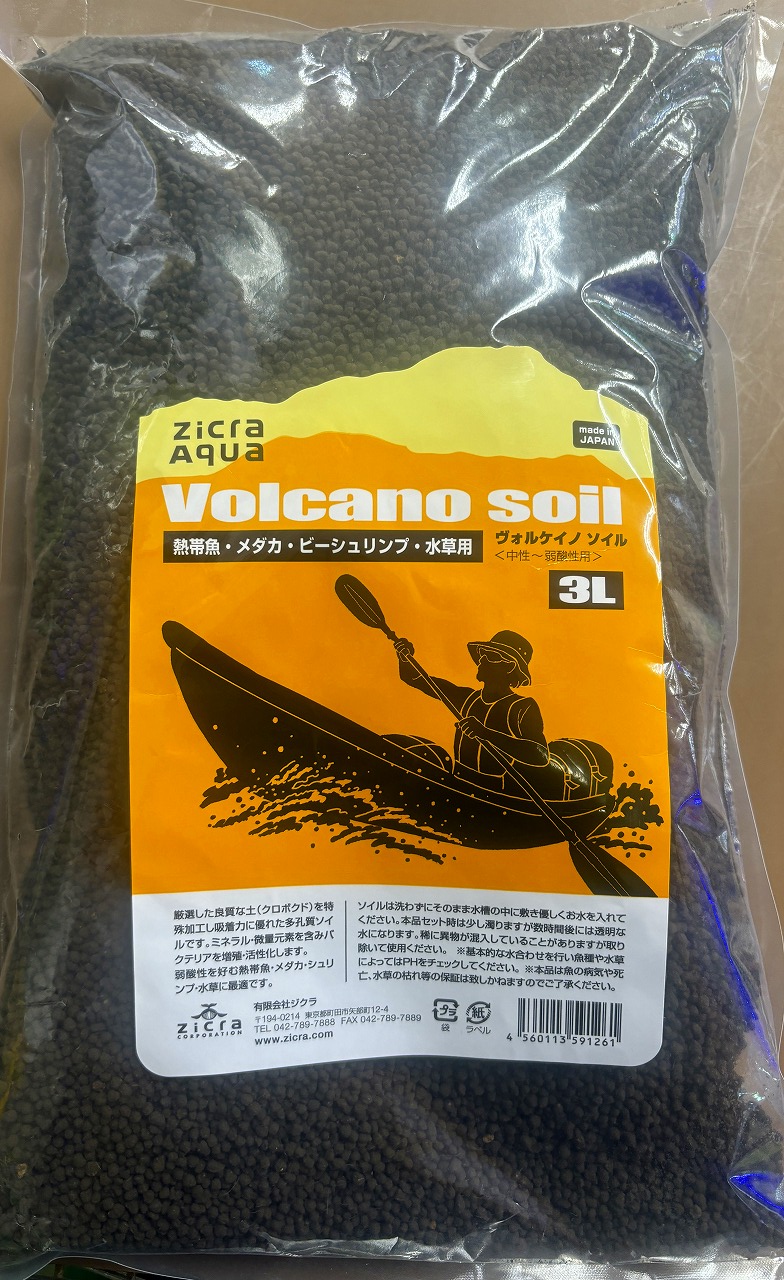 zicra
Aqua
made in
JAPAN
Volcano soil
熱帯魚・メダカ・ビーシュリンプ・水草用
ヴォルケイノ ソイル
＜中性～弱酸性用＞
3L
厳選した良質な土（クロボクド）を特
殊加工し吸着力に優れた多孔質ソイ
ルです。ミネラル・微量元素を含みバ
クテリアを増殖・活性化します。
弱酸性を好む熱帯魚・メダカ・シュリ
ンプ・水草に最適です。
ソイルは洗わずにそのまま水槽の中に敷き優しくお水を入れて
ください。本品セット時は少し濁りますが数時間後には透明な
水になります。稀に異物が混入していることがありますが取り
除いて使用ください。 ※基本的な水合わせを行い魚種や水草
によってはPHをチェックしてください。※本品は魚の病気や死
亡、水草の枯れ等の保証は致しかねますのでご了承ください。
zicra
CORPORATION
有限会社ジクラ
〒194-0214 東京都町田市矢部町12-4
TEL 042-789-7888 FAX 042-789-7889
www.zicra.com
プラ
袋
紙
ラベル
4 560113 591261